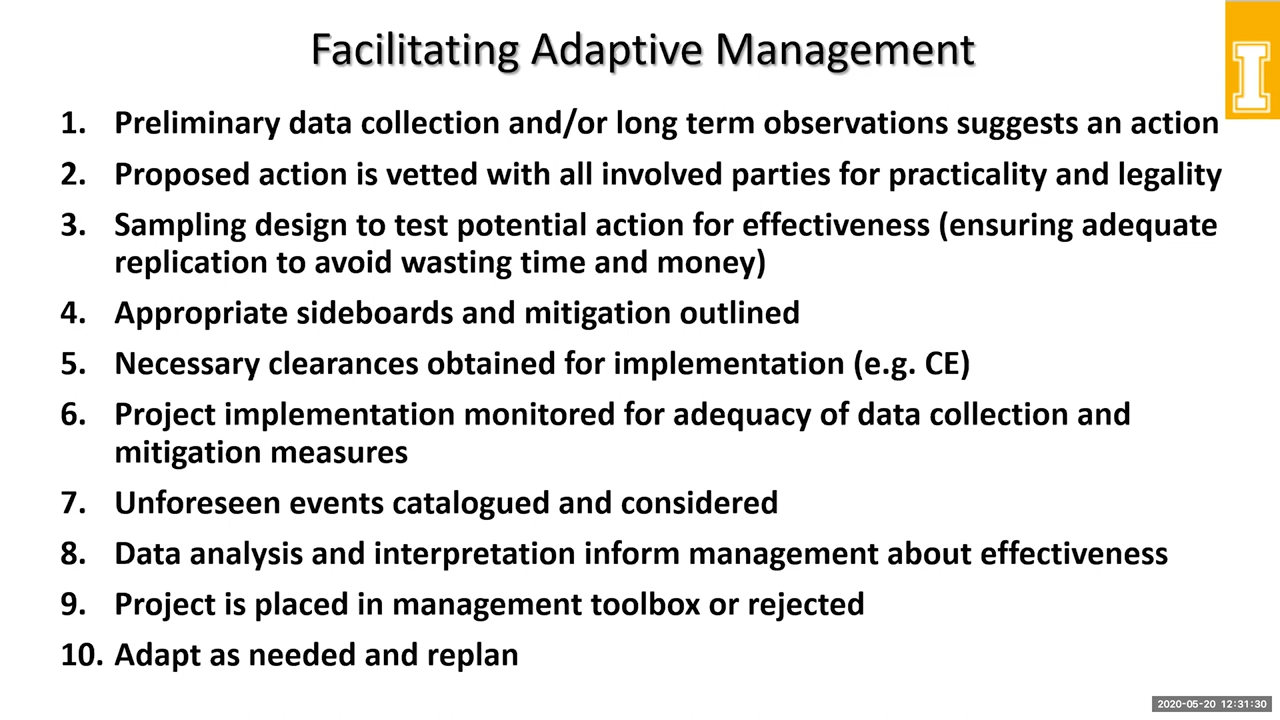 Facilitating Adaptive Management
I
1. Preliminary data collection and/or long term observations suggests an action
2. Proposed action is vetted with all involved parties for practicality and legality
3. Sampling design to test potential action for effectiveness (ensuring adequate
replication to avoid wasting time and money)
4. Appropriate sideboards and mitigation outlined
5. Necessary clearances obtained for implementation (e.g. CE)
6. Project implementation monitored for adequacy of data collection and
mitigation measures
7. Unforeseen events catalogued and considered
8. Data analysis and interpretation inform management about effectiveness
9. Project is placed in management toolbox or rejected
10. Adapt as needed and replan
2020-05-20 12:31:30